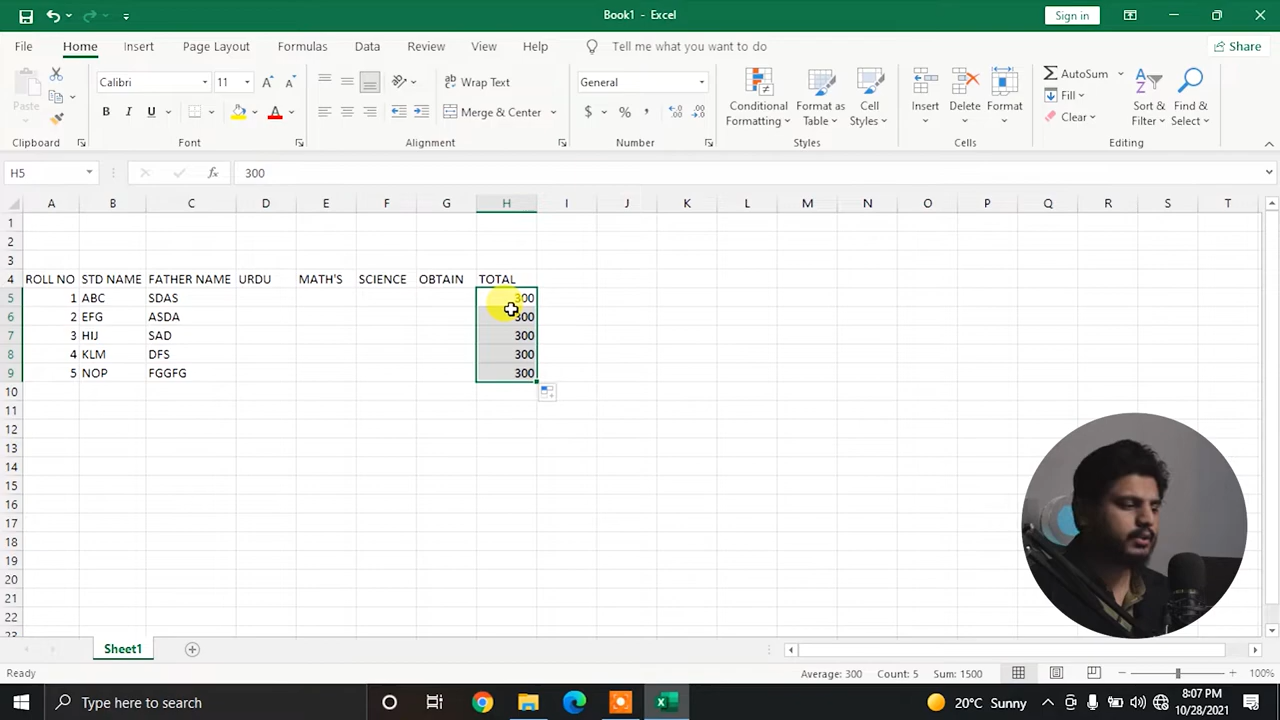 Book1 - Excel
Sign in
File Home Insert Page Layout Formulas Data Review View Help Tell me what you want to do Share
Paste
Calibri 11 A A Wrap Text General
B I U A Merge & Center $ % ,
Conditional Formatting Format as Table Cell Styles Insert Delete Format
AutoSum
Fill
Clear
Sort & Filter Find & Select
Clipboard Font Alignment Number Styles Cells Editing
H5 fx 300
A B C D E F G H I J K L M N O P Q R S T
1
2
3
4 ROLL NO STD NAME FATHER NAME URDU MATH'S SCIENCE OBTAIN TOTAL
5 1 ABC SDAS 300
6 2 EFG ASDA 300
7 3 HIJ SAD 300
8 4 KLM DFS 300
9 5 NOP FGGFG 300
10
11
12
13
14
15
16
17
18
19
20
21
22
23
Sheet1
Ready Average: 300 Count: 5 Sum: 1500 100%
Type here to search 20°C Sunny 8:07 PM
10/28/2021